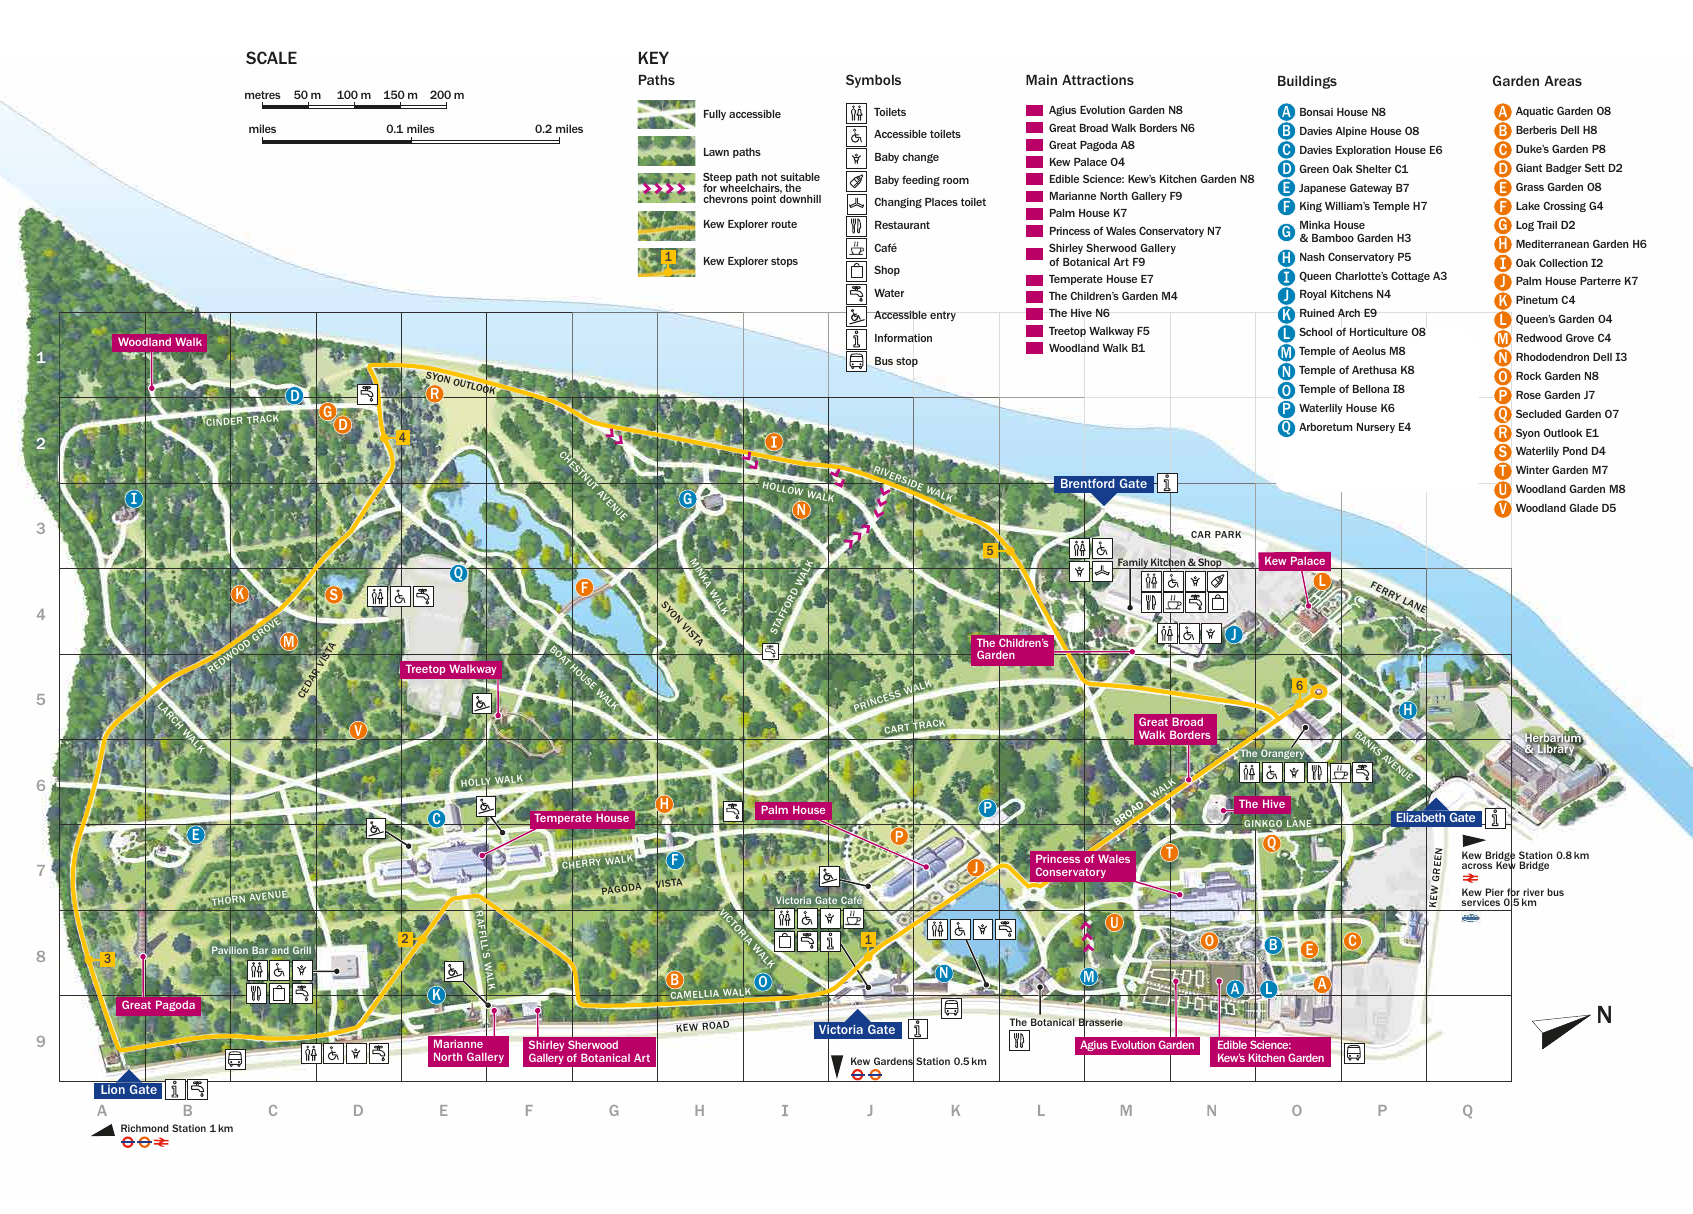 SCALE
metres 50 m 100 m 150 m 200 m
miles 0.1 miles 0.2 miles
KEY
Paths
Fully accessible
Lawn paths
Steep path not suitable
for wheelchairs, the
chevrons point downhill
Kew Explorer route
1
Kew Explorer stops
Symbols
Toilets
Accessible toilets
Baby change
Baby feeding room
Changing Places toilet
Restaurant
Café
Shop
Water
Accessible entry
Information
Bus stop
Main Attractions
Agius Evolution Garden N8
Great Broad Walk Borders N6
Great Pagoda A8
Kew Palace O4
Edible Science: Kew's Kitchen Garden N8
Marianne North Gallery F9
Palm House K7
Princess of Wales Conservatory N7
Shirley Sherwood Gallery
of Botanical Art F9
Temperate House E7
The Children's Garden M4
The Hive N6
Treetop Walkway F5
Woodland Walk B1
Buildings
A Bonsai House N8
B Davies Alpine House O8
C Davies Exploration House E6
D Green Oak Shelter C1
E Japanese Gateway B7
F King William's Temple H7
G Minka House
& Bamboo Garden H3
H Nash Conservatory P5
I Queen Charlotte's Cottage A3
J Royal Kitchens N4
K Ruined Arch E9
L School of Horticulture O8
M Temple of Aeolus M8
N Temple of Arethusa K8
O Temple of Bellona I8
P Waterlily House K6
Q Arboretum Nursery E4
Garden Areas
A Aquatic Garden O8
B Berberis Dell H8
C Duke's Garden P8
D Giant Badger Sett D2
E Grass Garden O8
F Lake Crossing G4
G Log Trail D2
H Mediterranean Garden H6
I Oak Collection I2
J Palm House Parterre K7
K Pinetum C4
L Queen's Garden O4
M Redwood Grove C4
N Rhododendron Dell I3
O Rock Garden N8
P Rose Garden J7
Q Secluded Garden O7
R Syon Outlook E1
S Waterlily Pond D4
T Winter Garden M7
U Woodland Garden M8
V Woodland Glade D5
1
Woodland Walk
SYON OUTLOOK
D
R
G
D
CINDER TRACK
4
I
2
CHESTNUT AVENUE
RIVERSIDE WALK
HOLLOW WALK
Brentford Gate
I
G
N
3
5
CAR PARK
Family Kitchen & Shop
Kew Palace
Q
F
L
FERRY LANE
K
S
MINKA WALK
STAFFORD WALK
4
SYON VISTA
M
REDWOOD GROVE
J
The Children's
Garden
CEDAR VISTA
Treetop Walkway
BOAT HOUSE WALK
PRINCESS WALK
6
5
LARCH WALK
V
CART TRACK
Great Broad
Walk Borders
H
The Orangery
BANKS AVENUE
Herbarium
& Library
6
HOLLY WALK
BROAD WALK
C
Temperate House
H
Palm House
P
The Hive
GINKGO LANE
Elizabeth Gate
E
P
Q
Kew Bridge Station 0.8 km
across Kew Bridge
7
CHERRY WALK
F
J
T
Princess of Wales
Conservatory
KEW GREEN
Kew Pier for river bus
services 0.5 km
THORN AVENUE
PAGODA VISTA
Victoria Gate Café
RAFFILL'S WALK
VICTORIA WALK
U
O
B
E
C
8
Pavilion Bar and Grill
2
1
3
B
O
N
M
A
L
A
Great Pagoda
K
CAMELLIA WALK
KEW ROAD
Victoria Gate
The Botanical Brasserie
9
Marianne
North Gallery
Shirley Sherwood
Gallery of Botanical Art
Agius Evolution Garden
Edible Science:
Kew's Kitchen Garden
Kew Gardens Station 0.5 km
N
Lion Gate
A B C D E F G H I J K L M N O P Q
Richmond Station 1 km